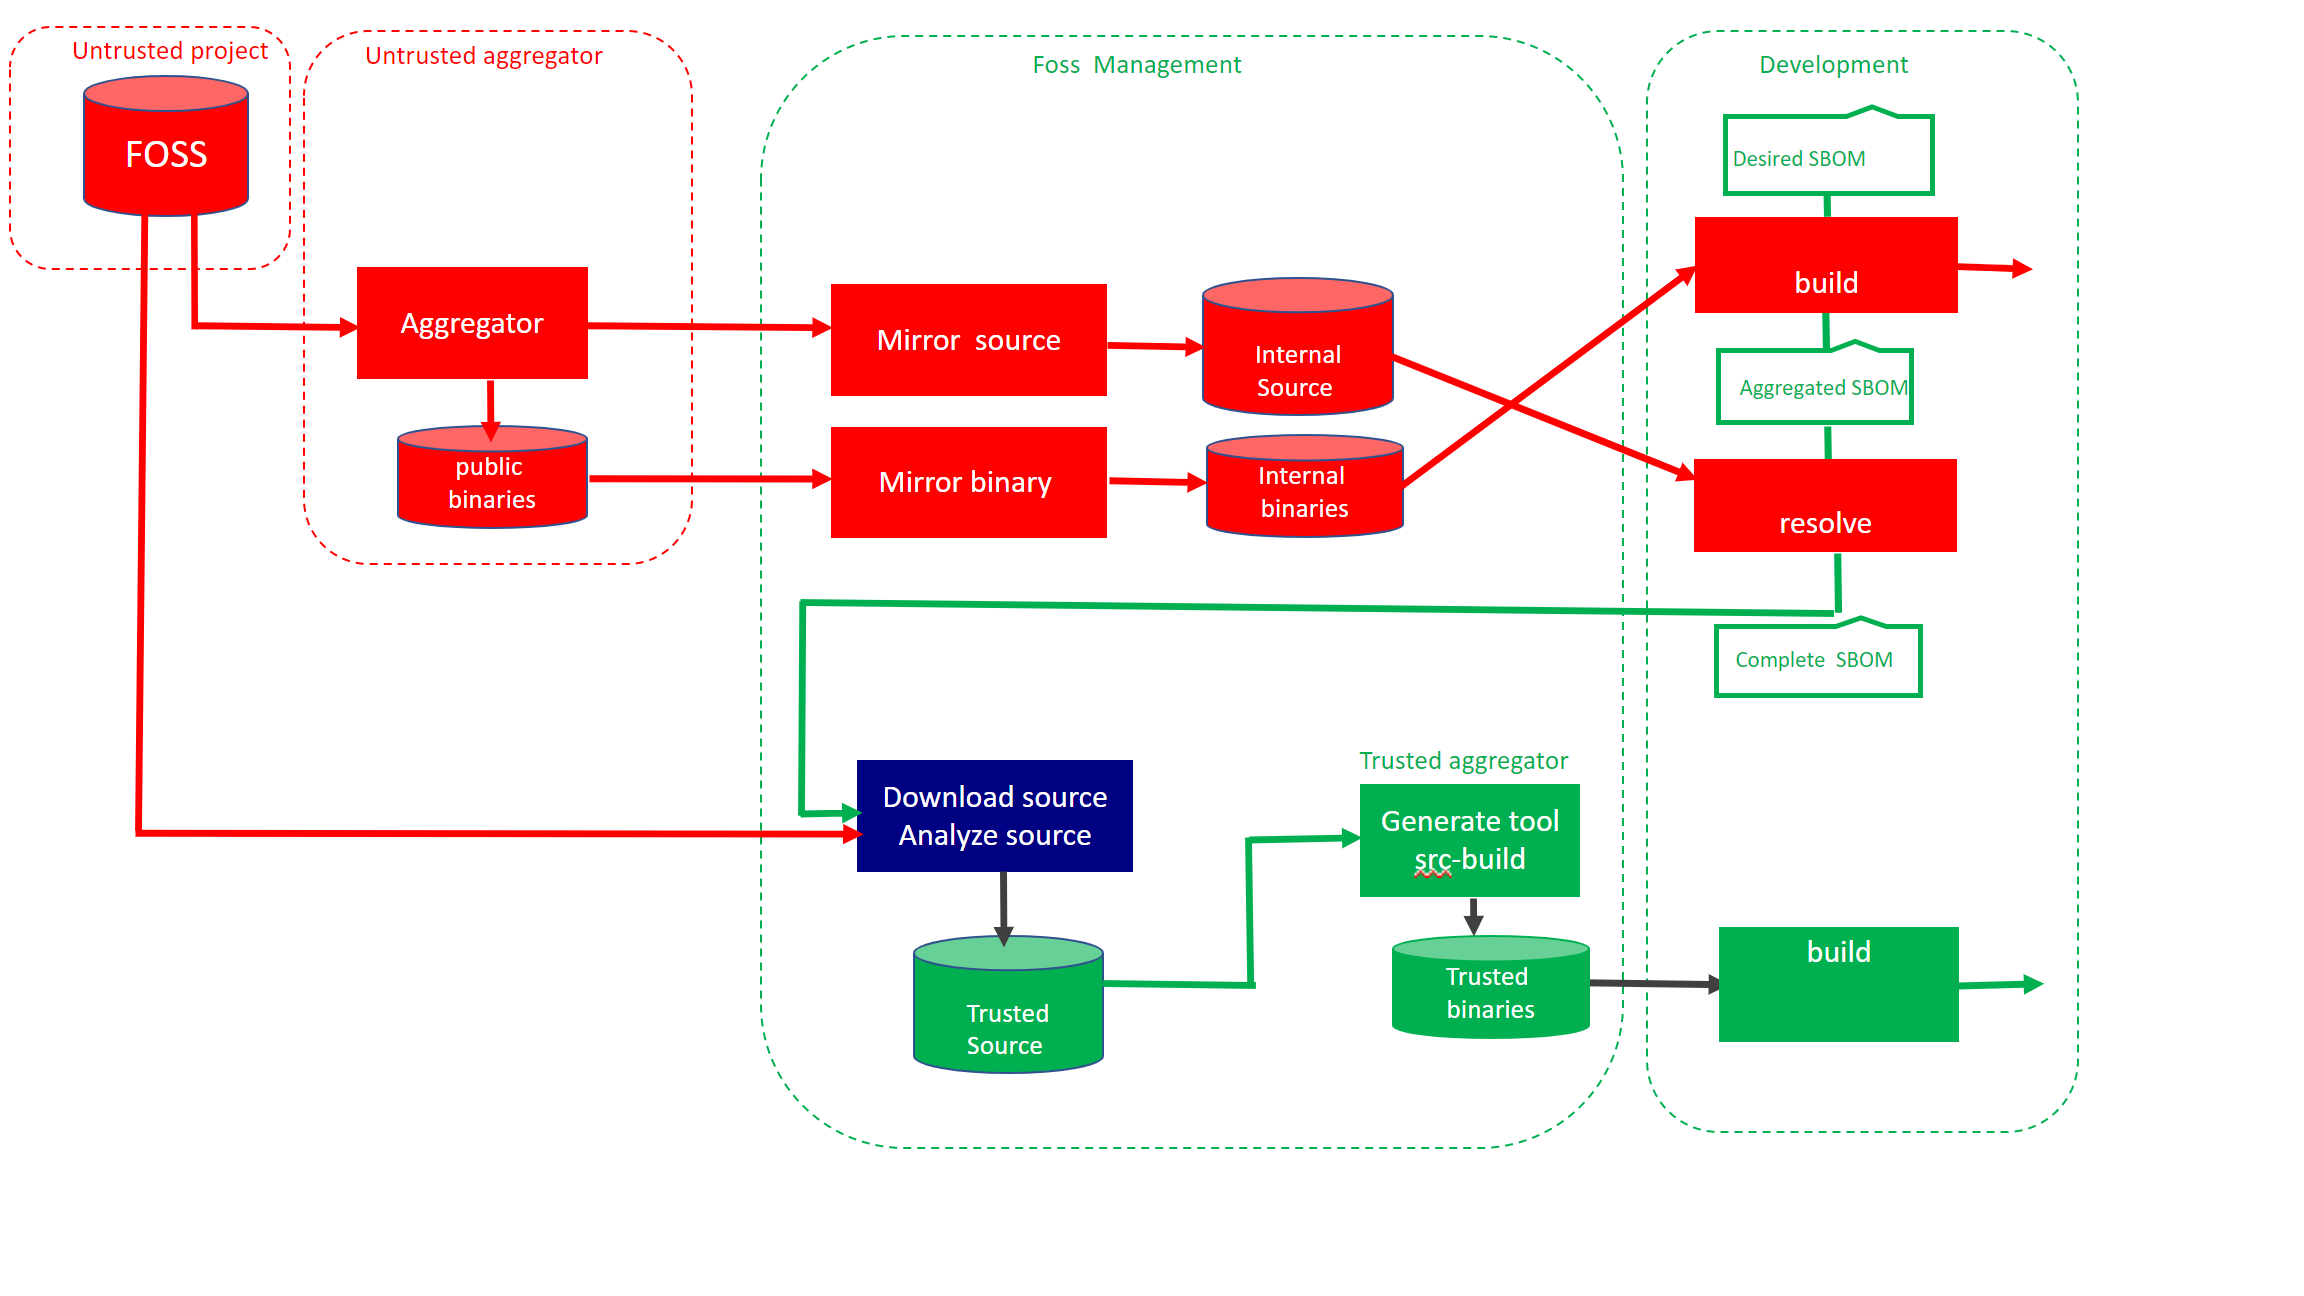 Untrusted project
FOSS
Untrusted aggregator
Aggregator
public
binaries
Foss  Management
Mirror  source
Mirror binary
Internal
Source
Internal
binaries
Development
Desired SBOM
build
Aggregated SBOM
resolve
Complete  SBOM
Download source
Analyze source
Trusted
Source
Trusted aggregator
Generate tool
src-build
Trusted
binaries
build